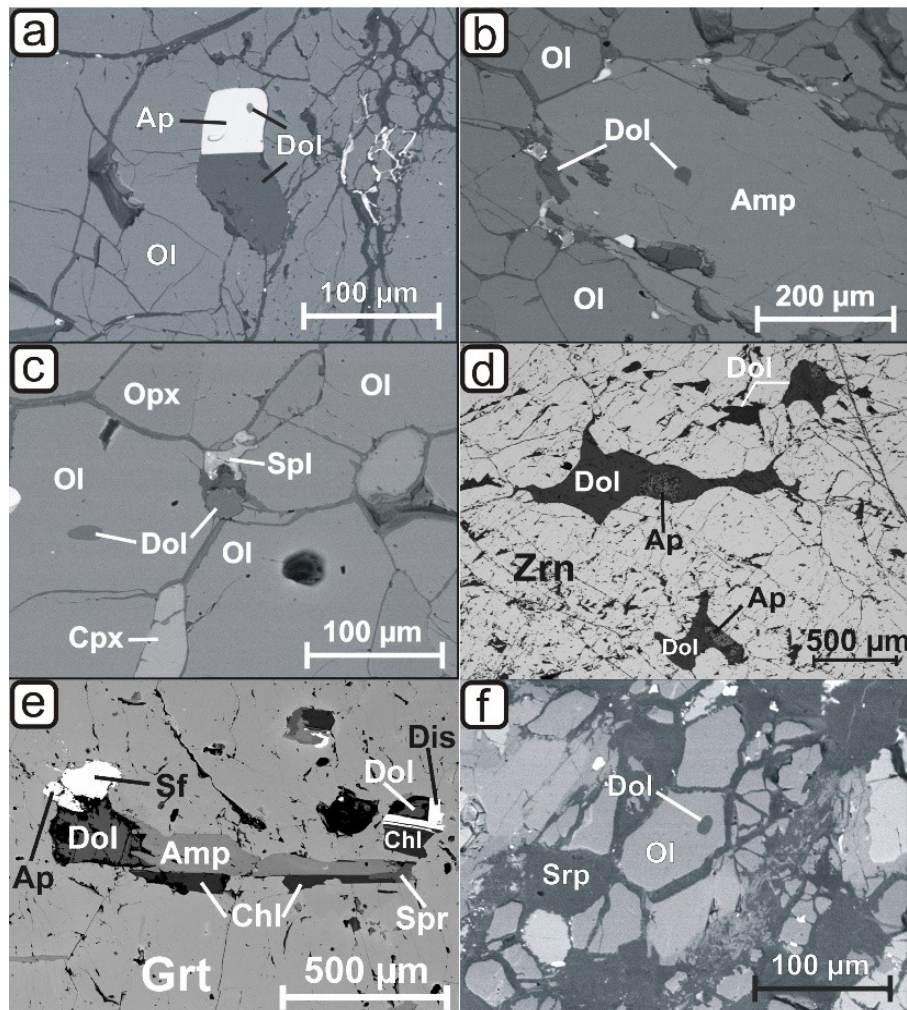 a
Ap
Dol
Ol
100 µm
b
Ol
Dol
Amp
Ol
200 µm
c
Opx
Ol
Spl
Ol
Dol
Ol
Cpx
100 µm
d
Dol
Dol
Ap
Zrn
Ap
Dol
500 µm
e
Dis
Sf
Dol
Ap
Dol
Amp
Chl
Chl
Spr
Grt
500 µm
f
Dol
Ol
Srp
100 µm